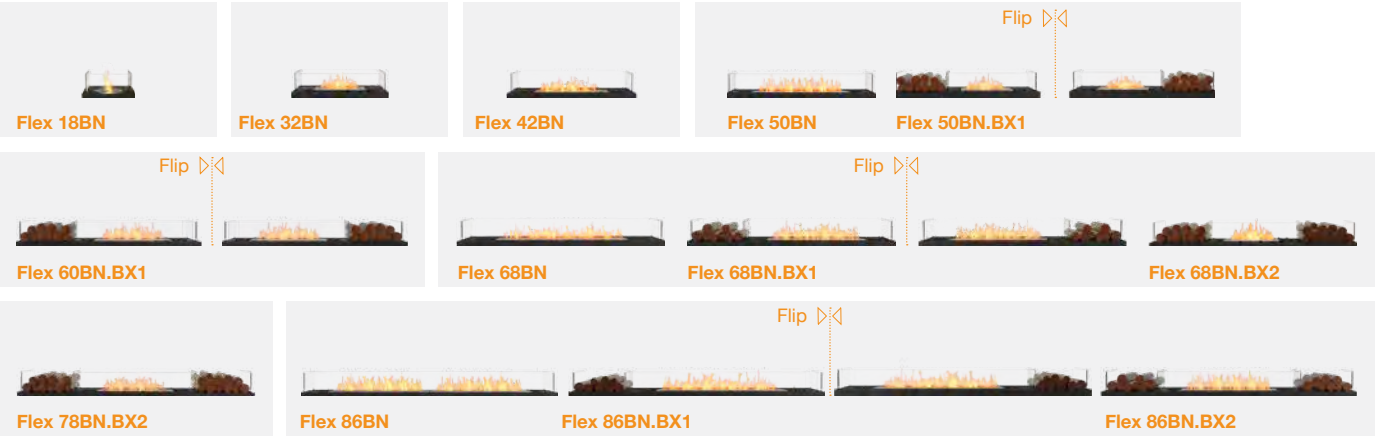 Flip
Flex 18BN
Flex 32BN
Flex 42BN
Flex 50BN
Flex 50BN.BX1
Flip
Flip
Flex 60BN.BX1
Flex 68BN
Flex 68BN.BX1
Flex 68BN.BX2
Flip
Flex 78BN.BX2
Flex 86BN
Flex 86BN.BX1
Flex 86BN.BX2